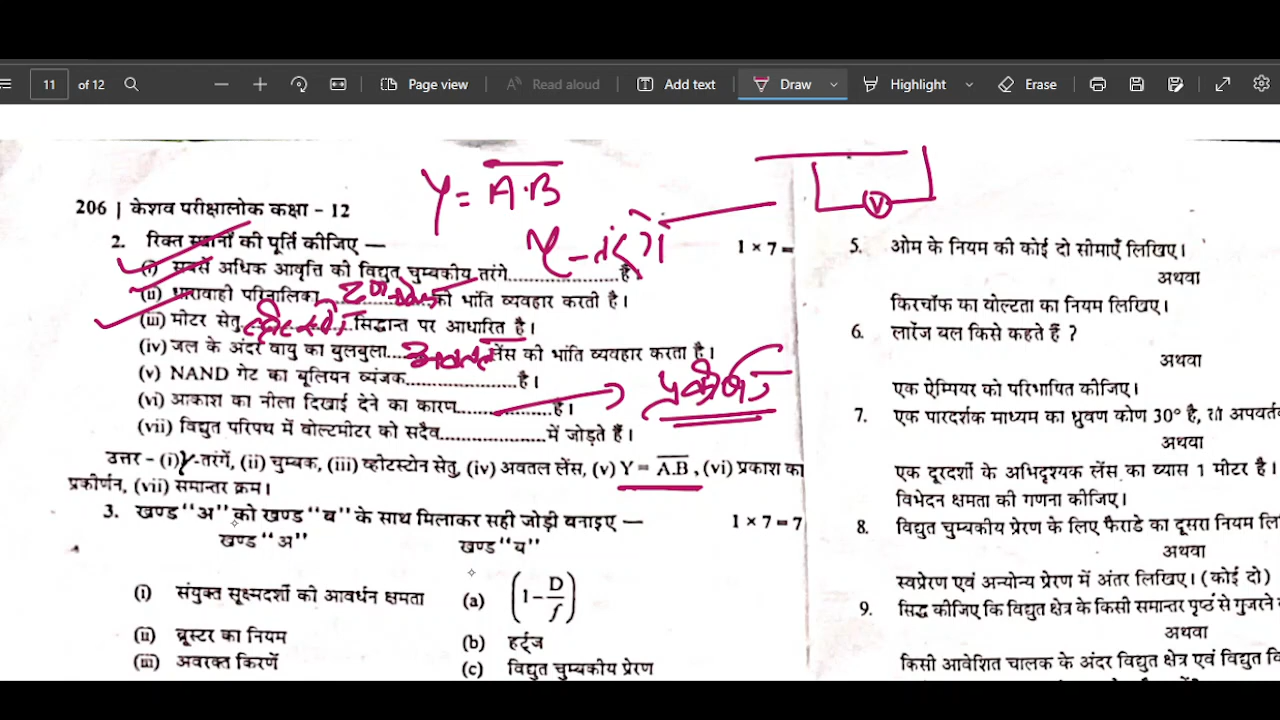 11 of 12 Page view Read aloud Add text Draw Highlight Erase
Y = A.B
V
206 | केशव परीक्षालोक कक्षा - 12
2. रिक्त स्थानों की पूर्ति कीजिए —
1 × 7 =
γ-तरंगें
(i) सबसे अधिक आवृत्ति की विद्युत चुम्बकीय तरंगे....................है
(ii) धारावाही परिनालिका की भांति व्यवहार करती है।
(iii) मीटर सेतु सिद्धान्त पर आधारित है।
(iv) जल के अंदर वायु का बुलबुला... अवतल लेंस की भांति व्यवहार करता है।
(v) NAND गेट का बूलियन व्यंजक....................है।
(vi) आकाश का नीला दिखाई देने का कारण....................है। प्रकीर्णन
(vii) विद्युत परिपथ में वोल्टमीटर को सदैव....................में जोड़ते हैं।
उत्तर - (i) γ-तरंगें, (ii) चुम्बक, (iii) व्हीटस्टोन सेतु, (iv) अवतल लेंस, (v) Y = A.B, (vi) प्रकाश का
प्रकीर्णन, (vii) समान्तर क्रम।
3. खण्ड "अ" को खण्ड "ब" के साथ मिलाकर सही जोड़ी बनाइए —
1 × 7 = 7
खण्ड "अ" खण्ड "ब"
(i) संयुक्त सूक्ष्मदर्शी की आवर्धन क्षमता (a) (1 - D/f)
(ii) ब्रूस्टर का नियम (b) हर्ट्ज
(iii) अवरक्त किरणें (c) विद्युत चुम्बकीय प्रेरण
5. ओम के नियम की कोई दो सीमाएँ लिखिए।
अथवा
किरचॉफ का वोल्टता का नियम लिखिए।
6. लारेंज बल किसे कहते हैं ?
अथवा
एक ऐम्पियर को परिभाषित कीजिए।
7. एक पारदर्शक माध्यम का ध्रुवण कोण 30° है,
अथवा
एक दूरदर्शी के अभिदृश्यक लेंस का व्यास 1 मीटर है।
विभेदन क्षमता की गणना कीजिए।
8. विद्युत चुम्बकीय प्रेरण के लिए फैराडे का दूसरा नियम
अथवा
स्वप्रेरण एवं अन्योन्य प्रेरण में अंतर लिखिए। (कोई दो)
9. सिद्ध कीजिए कि विद्युत क्षेत्र के किसी समान्तर पृष्ठ से गुजरने
अथवा
किसी आवेशित चालक के अंदर विद्युत क्षेत्र एवं विद्युत